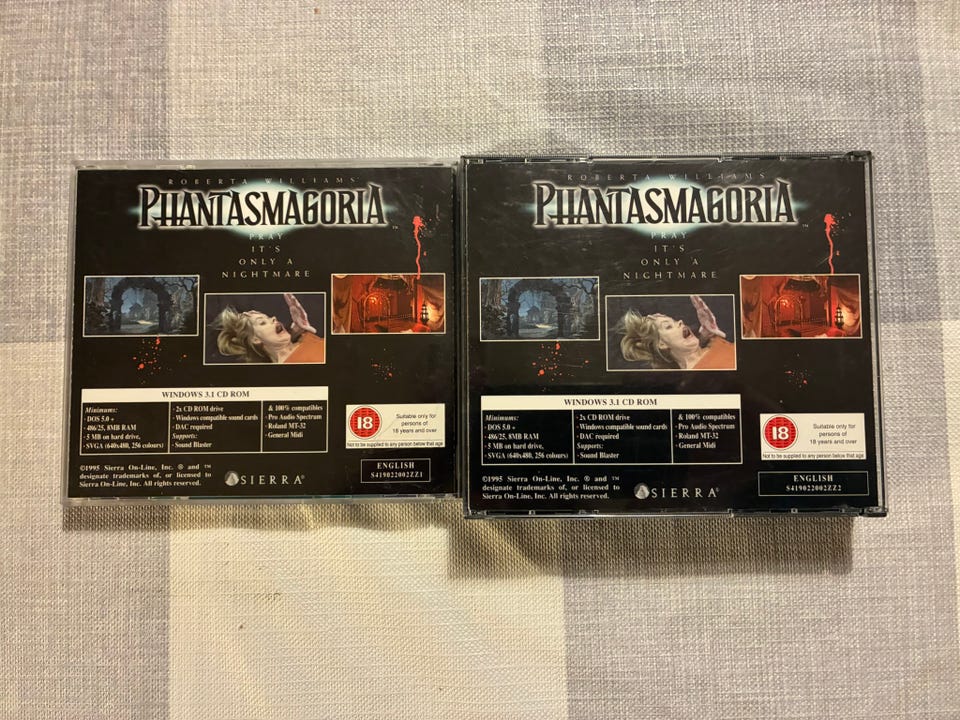 ROBERTA WILLIAMS'
PHANTASMAGORIA™
PRAY
IT'S
ONLY A
NIGHTMARE
WINDOWS 3.1 CD ROM
Minimums:
· DOS 5.0 +
· 486/25, 8MB RAM
· 5 MB on hard drive,
· SVGA (640x480, 256 colours)
· 2x CD ROM drive
· Windows compatible sound cards
· DAC required
Supports:
· Sound Blaster
& 100% compatibles
· Pro Audio Spectrum
· Roland MT-32
· General Midi
18
Suitable only for
persons of
18 years and over
Not to be supplied to any person below that age
©1995 Sierra On-Line, Inc. ® and ™
designate trademarks of, or licensed to
Sierra On-Line, Inc. All rights reserved.
SIERRA®
ENGLISH
S419022002ZZ1
ROBERTA WILLIAMS'
PHANTASMAGORIA™
PRAY
IT'S
ONLY A
NIGHTMARE
WINDOWS 3.1 CD ROM
Minimums:
· DOS 5.0 +
· 486/25, 8MB RAM
· 5 MB on hard drive,
· SVGA (640x480, 256 colours)
· 2x CD ROM drive
· Windows compatible sound cards
· DAC required
Supports:
· Sound Blaster
& 100% compatibles
· Pro Audio Spectrum
· Roland MT-32
· General Midi
18
Suitable only for
persons of
18 years and over
Not to be supplied to any person below that age
©1995 Sierra On-Line, Inc. ® and ™
designate trademarks of, or licensed to
Sierra On-Line, Inc. All rights reserved.
SIERRA®
ENGLISH
S419022002ZZ2